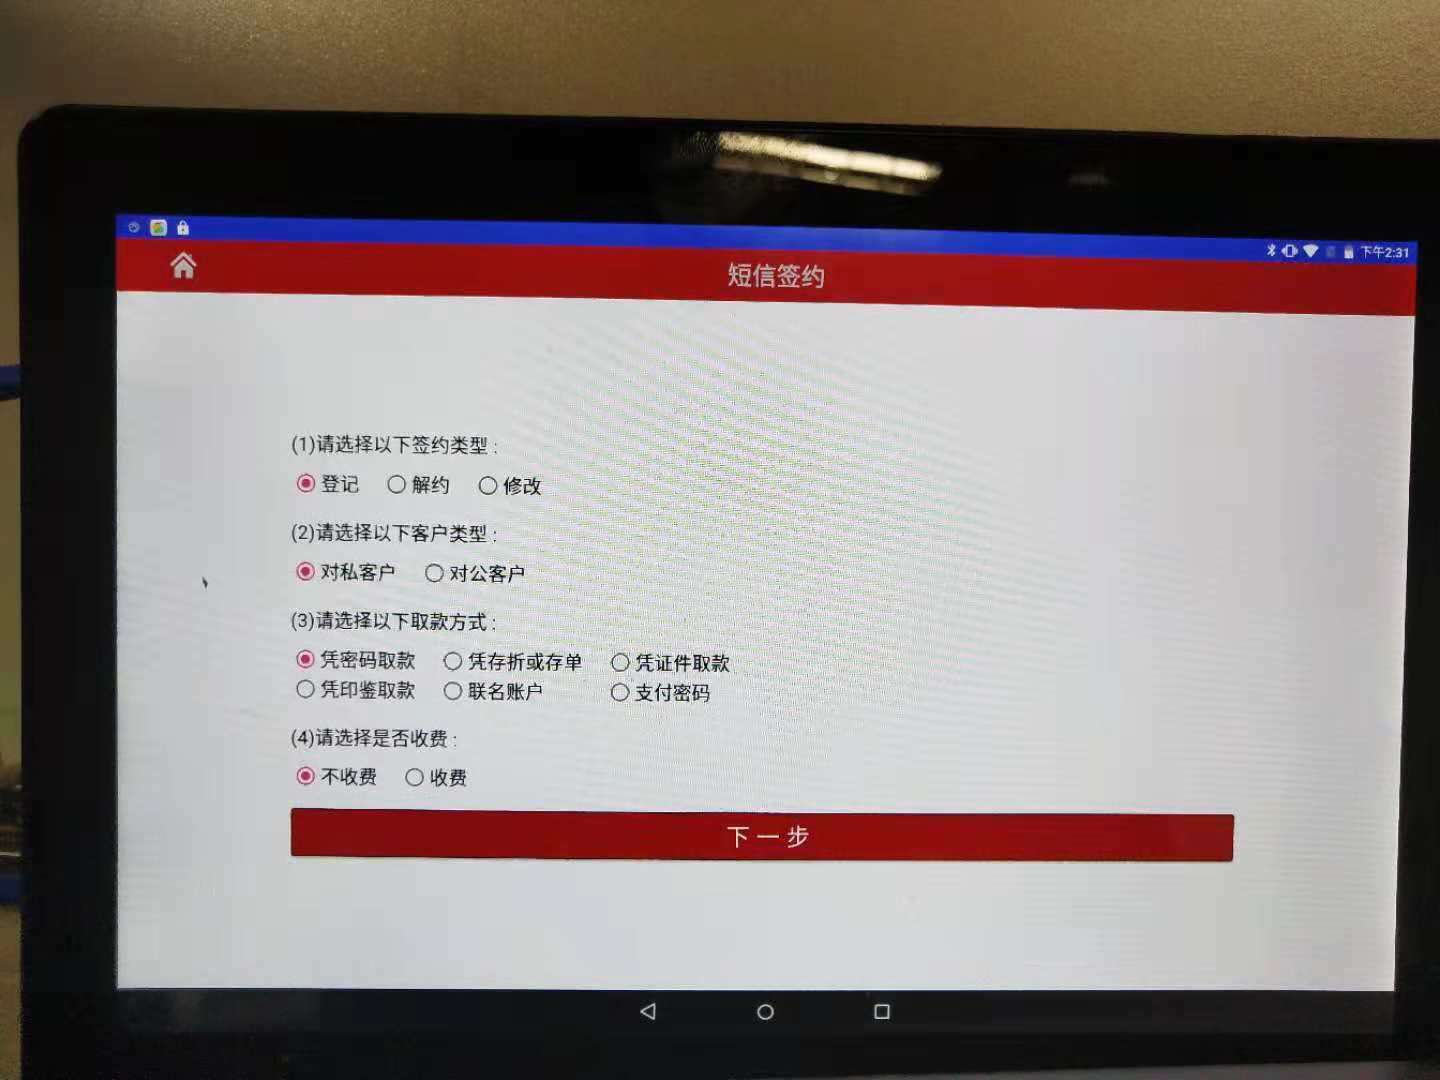 下午2:31
短信签约
(1)请选择以下签约类型 :
登记 解约 修改
(2)请选择以下客户类型 :
对私客户 对公客户
(3)请选择以下取款方式 :
凭密码取款 凭存折或存单 凭证件取款
凭印鉴取款 联名账户 支付密码
(4)请选择是否收费 :
不收费 收费
下一步